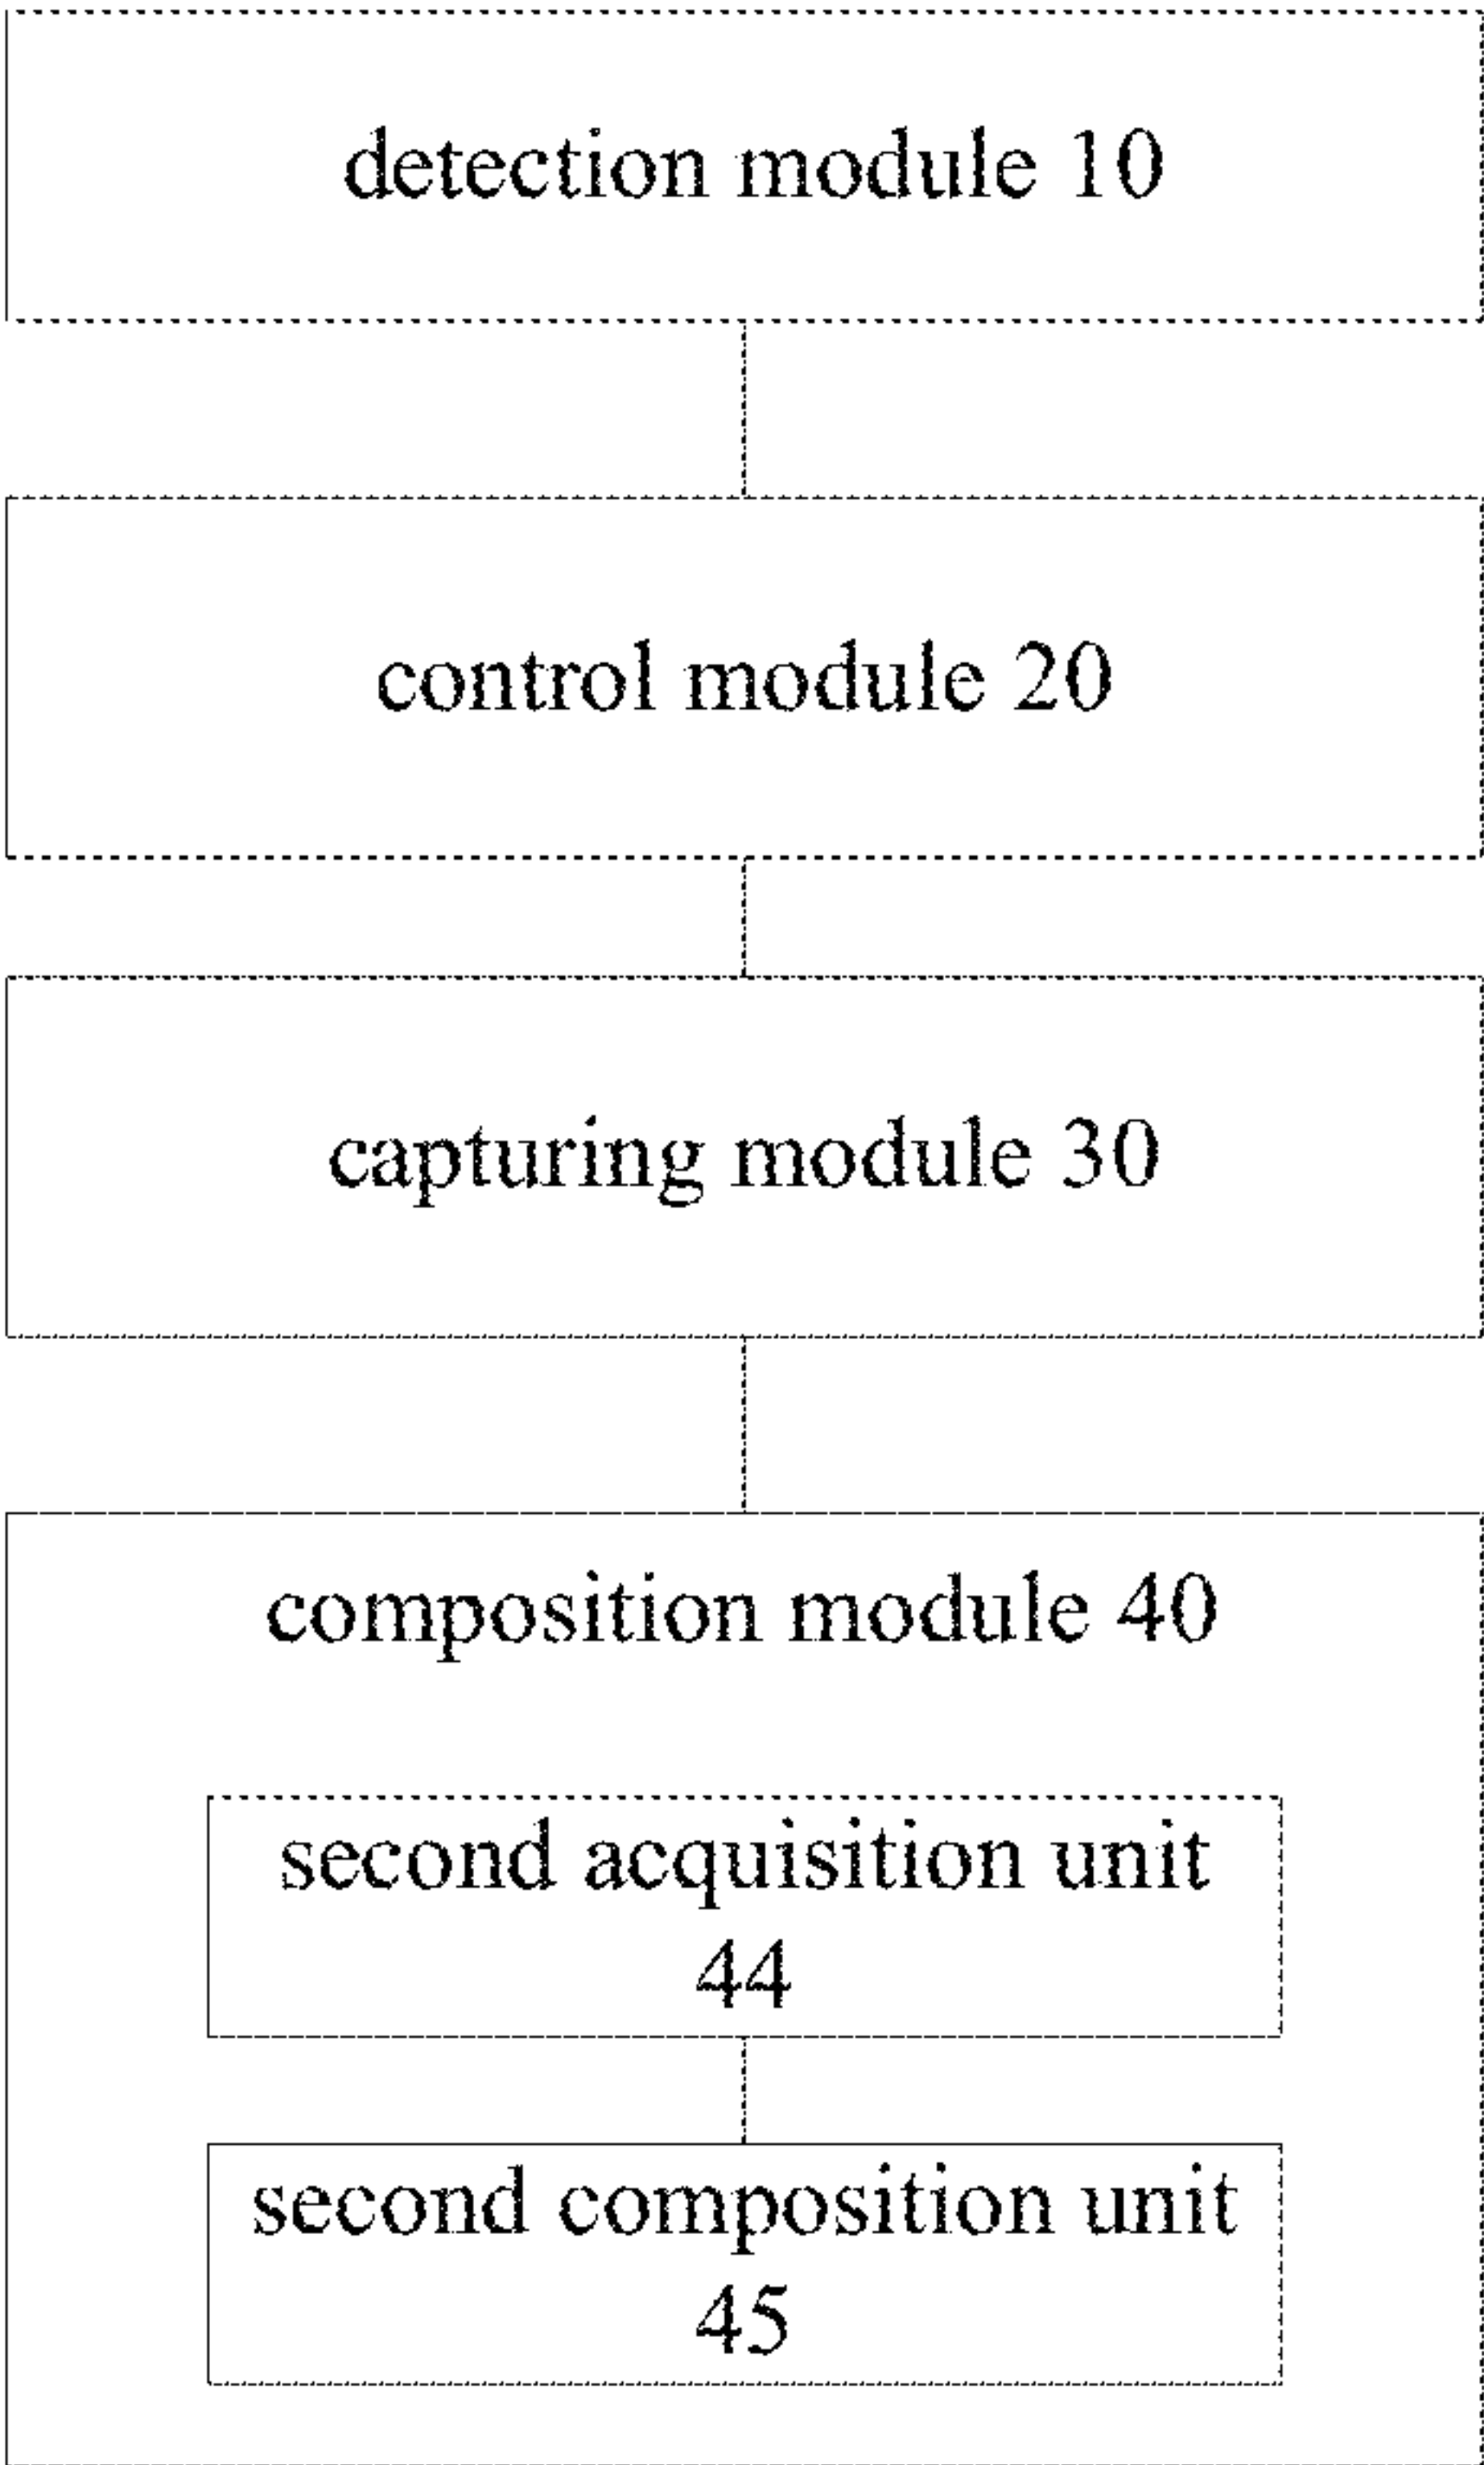 detection module 10
control module 20
capturing module 30
composition module 40
second acquisition unit
44
second composition unit
45